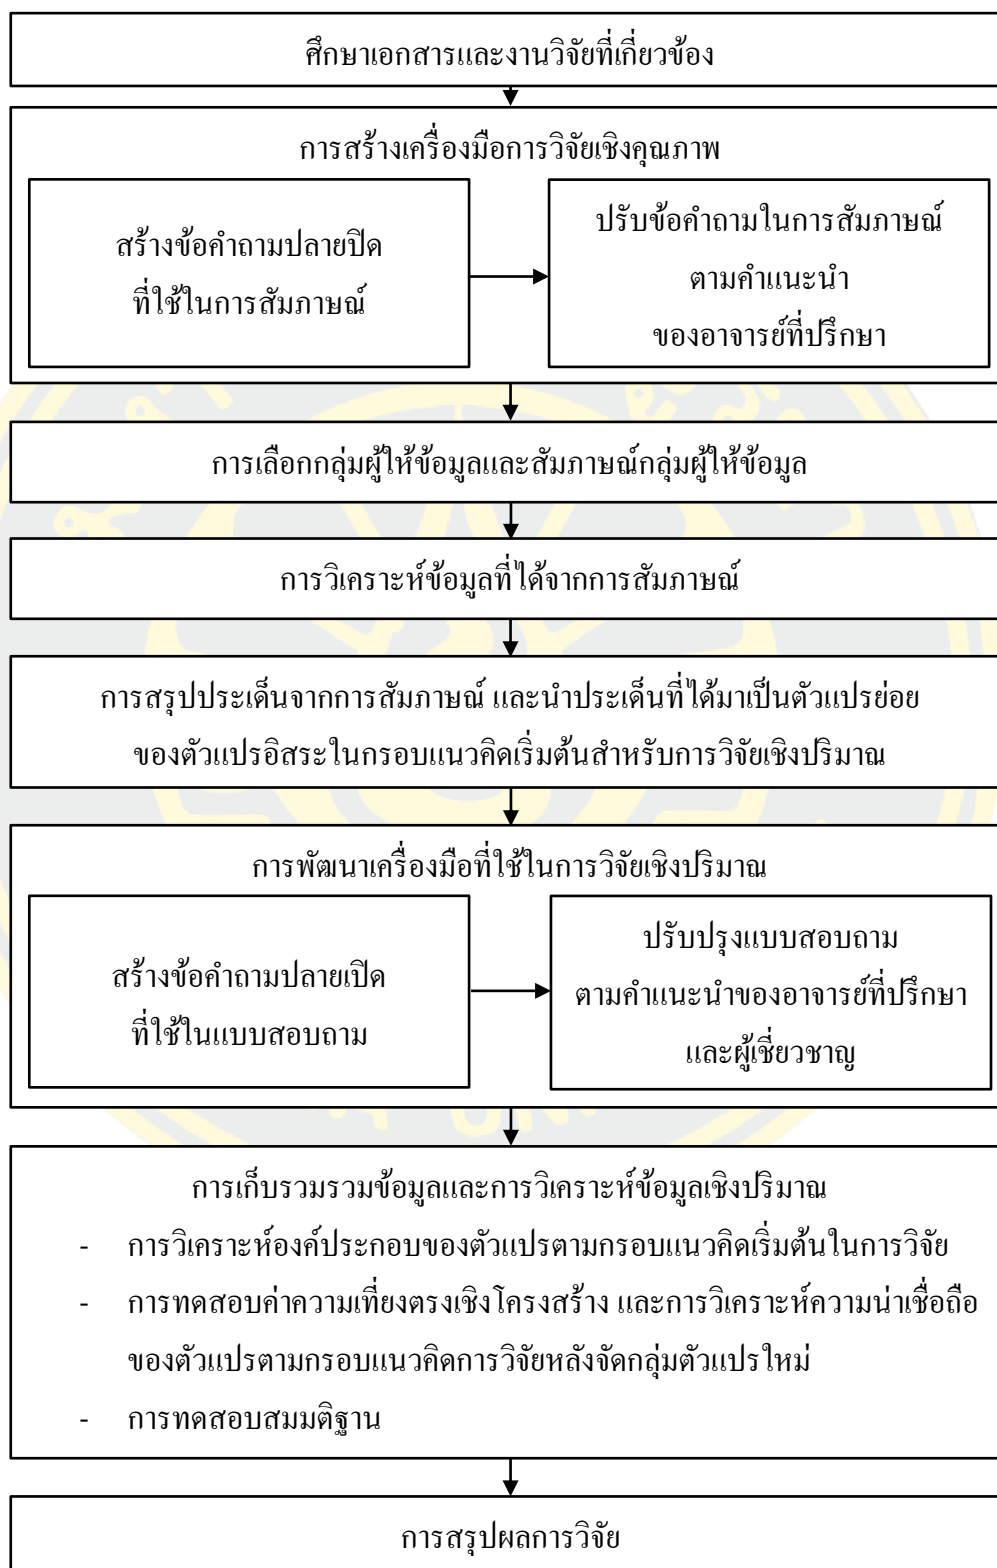 ศึกษาเอกสารและงานวิจัยที่เกี่ยวข้อง
การสร้างเครื่องมือการวิจัยเชิงคุณภาพ
สร้างข้อคำถามปลายปิด
ที่ใช้ในการสัมภาษณ์
ปรับข้อคำถามในการสัมภาษณ์
ตามคำแนะนำ
ของอาจารย์ที่ปรึกษา
การเลือกกลุ่มผู้ให้ข้อมูลและสัมภาษณ์กลุ่มผู้ให้ข้อมูล
การวิเคราะห์ข้อมูลที่ได้จากการสัมภาษณ์
การสรุปประเด็นจากการสัมภาษณ์ และนำประเด็นที่ได้มาเป็นตัวแปรย่อย
ของตัวแปรอิสระในกรอบแนวคิดเริ่มต้นสำหรับการวิจัยเชิงปริมาณ
การพัฒนาเครื่องมือที่ใช้ในการวิจัยเชิงปริมาณ
สร้างข้อคำถามปลายเปิด
ที่ใช้ในแบบสอบถาม
ปรับปรุงแบบสอบถาม
ตามคำแนะนำของอาจารย์ที่ปรึกษา
และผู้เชี่ยวชาญ
การเก็บรวมรวมข้อมูลและการวิเคราะห์ข้อมูลเชิงปริมาณ
- การวิเคราะห์องค์ประกอบของตัวแปรตามกรอบแนวคิดเริ่มต้นในการวิจัย
- การทดสอบค่าความเที่ยงตรงเชิงโครงสร้าง และการวิเคราะห์ความน่าเชื่อถือ
ของตัวแปรตามกรอบแนวคิดการวิจัยหลังจัดกลุ่มตัวแปรใหม่
- การทดสอบสมมติฐาน
การสรุปผลการวิจัย